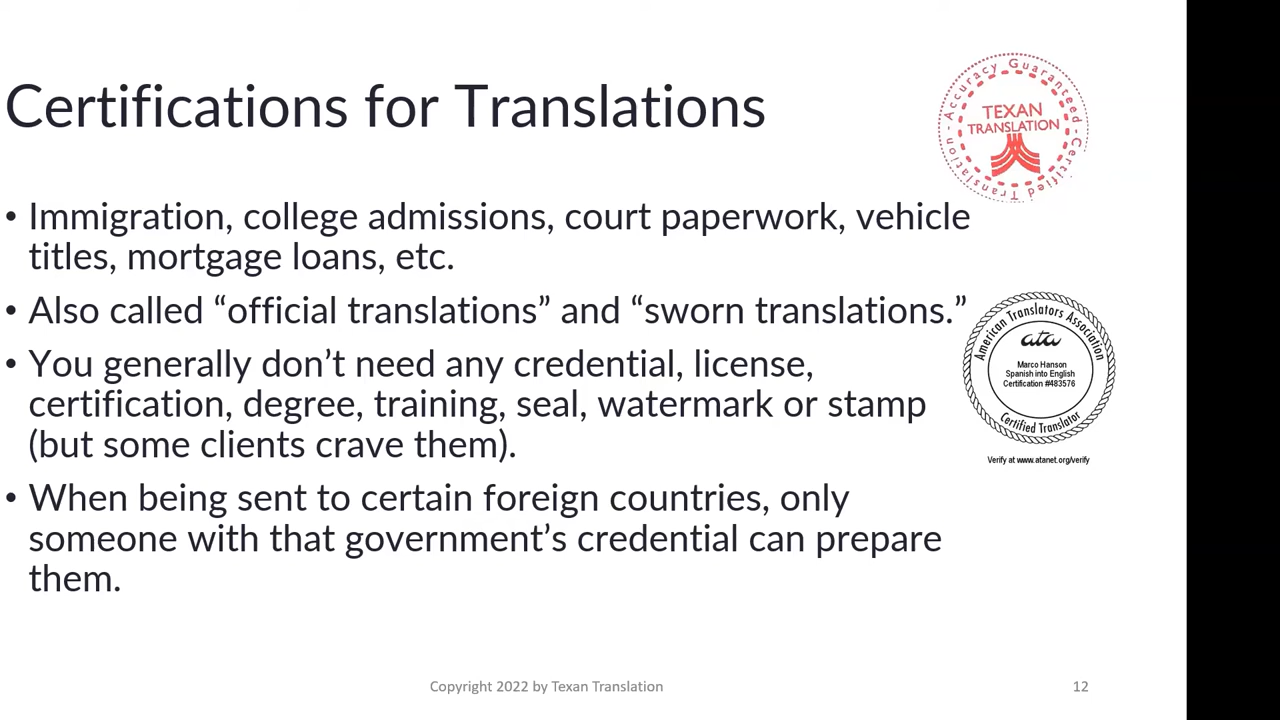 Certifications for Translations
Accuracy Guaranteed - Certified Translation -
TEXAN
TRANSLATION
• Immigration, college admissions, court paperwork, vehicle
titles, mortgage loans, etc.
• Also called “official translations” and “sworn translations.”
• You generally don’t need any credential, license,
certification, degree, training, seal, watermark or stamp
(but some clients crave them).
• When being sent to certain foreign countries, only
someone with that government’s credential can prepare
them.
American Translators Association
ata
Marco Hanson
Spanish into English
Certification #483576
Certified Translator
Verify at www.atanet.org/verify
Copyright 2022 by Texan Translation
12